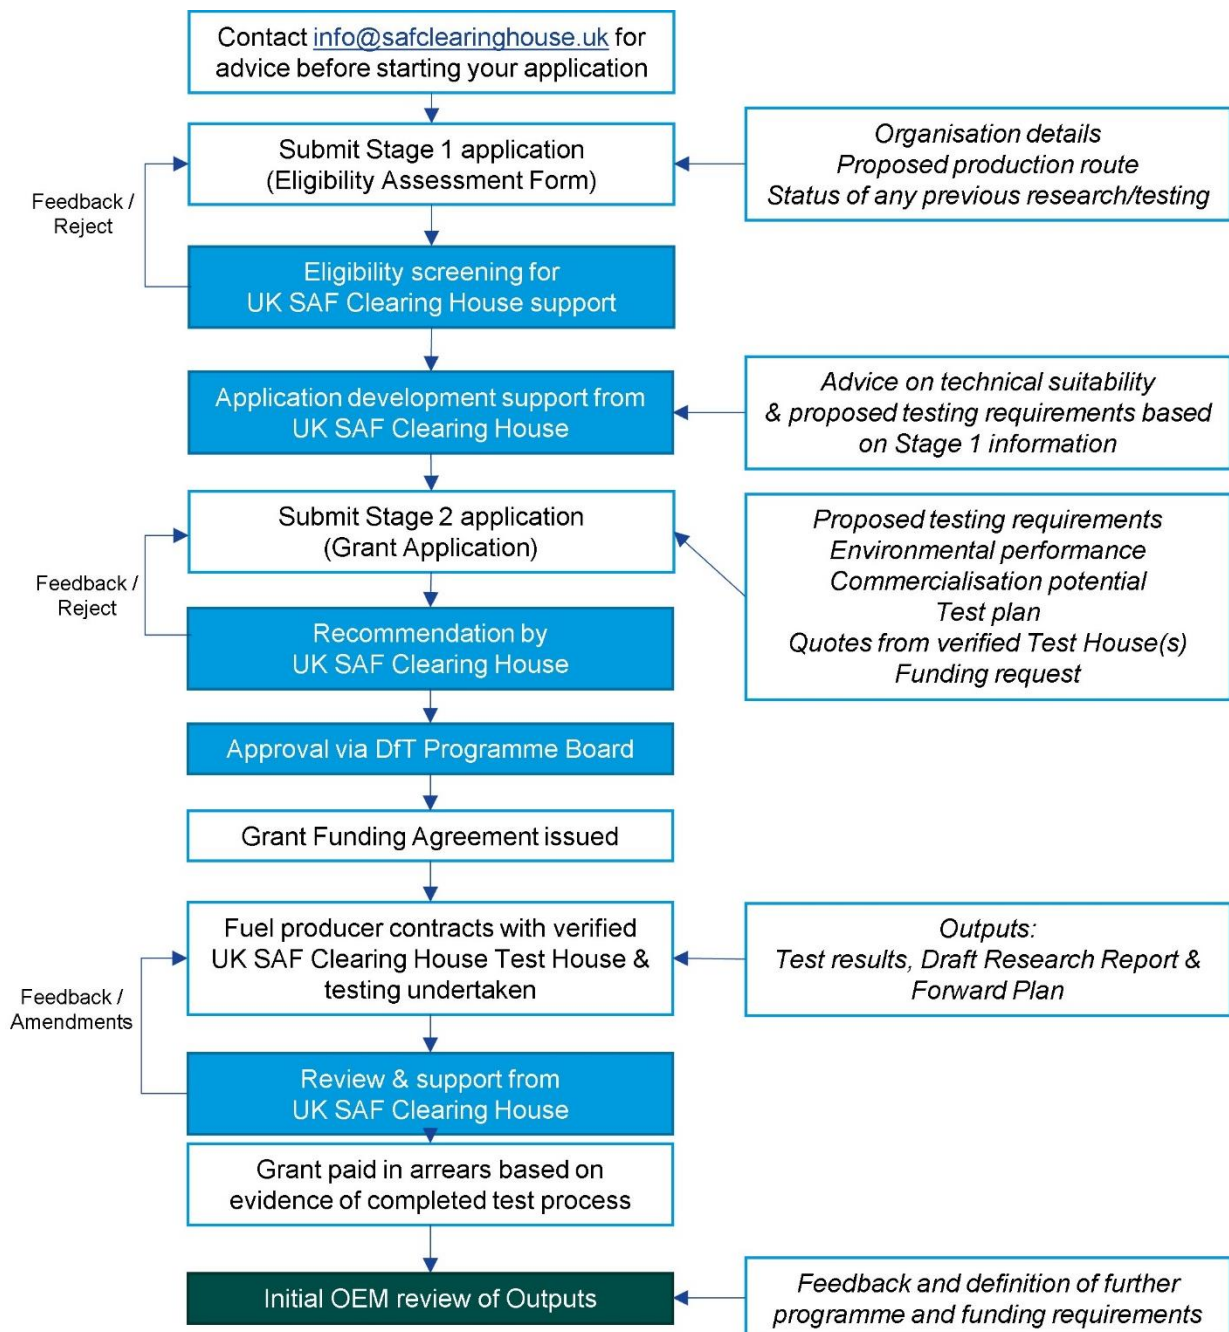 Contact info@safclearinghouse.uk for
advice before starting your application
Submit Stage 1 application
(Eligibility Assessment Form)
Organisation details
Proposed production route
Status of any previous research/testing
Feedback /
Reject
Eligibility screening for
UK SAF Clearing House support
Application development support from
UK SAF Clearing House
Advice on technical suitability
& proposed testing requirements based
on Stage 1 information
Submit Stage 2 application
(Grant Application)
Proposed testing requirements
Environmental performance
Commercialisation potential
Test plan
Quotes from verified Test House(s)
Funding request
Feedback /
Reject
Recommendation by
UK SAF Clearing House
Approval via DfT Programme Board
Grant Funding Agreement issued
Fuel producer contracts with verified
UK SAF Clearing House Test House &
testing undertaken
Outputs:
Test results, Draft Research Report &
Forward Plan
Feedback /
Amendments
Review & support from
UK SAF Clearing House
Grant paid in arrears based on
evidence of completed test process
Initial OEM review of Outputs
Feedback and definition of further
programme and funding requirements